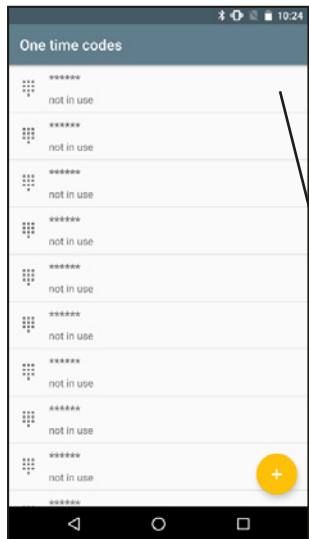 10:24
One time codes
******
not in use
******
not in use
******
not in use
******
not in use
******
not in use
******
not in use
******
not in use
******
not in use
******
not in use
******